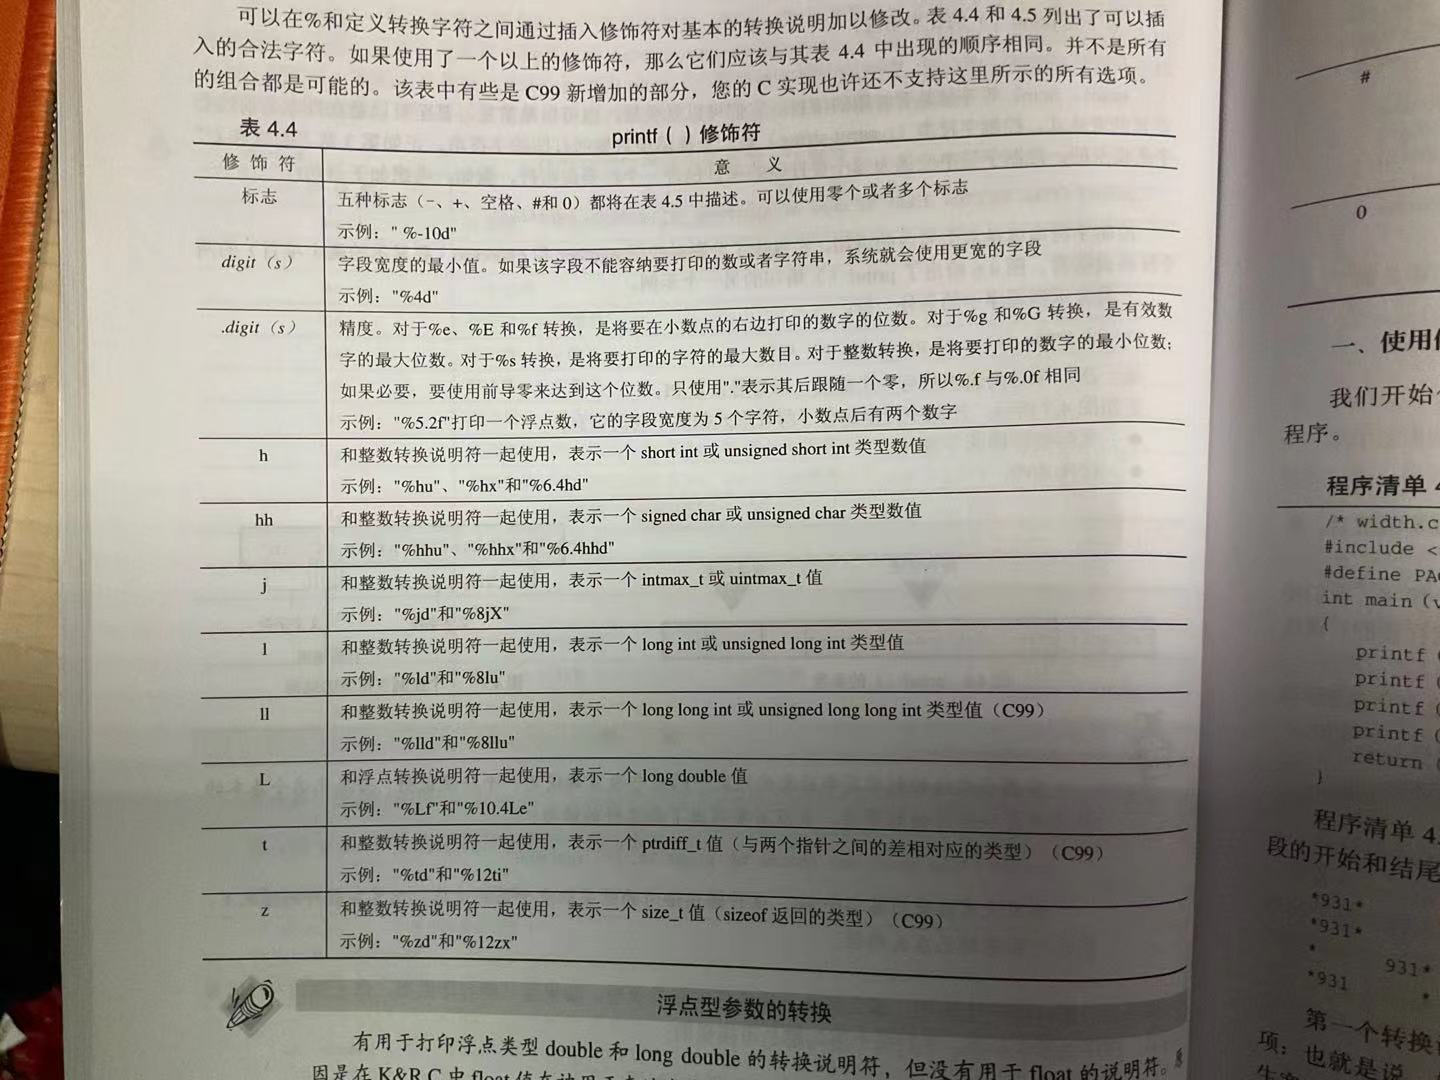 可以在%和定义转换字符之间通过插入修饰符对基本的转换说明加以修改。表 4.4 和 4.5 列出了可以插
入的合法字符。如果使用了一个以上的修饰符，那么它们应该与其表 4.4 中出现的顺序相同。并不是所有
的组合都是可能的。该表中有些是 C99 新增加的部分，您的 C 实现也许还不支持这里所示的所有选项。
表 4.4 printf ( ) 修饰符
修 饰 符 意 义
标志 五种标志（-、+、空格、#和 0）都将在表 4.5 中描述。可以使用零个或者多个标志
示例：" %-10d"
digit（s） 字段宽度的最小值。如果该字段不能容纳要打印的数或者字符串，系统就会使用更宽的字段
示例："%4d"
.digit（s） 精度。对于%e、%E 和%f 转换，是将要在小数点的右边打印的数字的位数。对于%g 和%G 转换，是有效数
字的最大位数。对于%s 转换，是将要打印的字符的最大数目。对于整数转换，是将要打印的数字的最小位数；
如果必要，要使用前导零来达到这个位数。只使用"."表示其后跟随一个零，所以%.f 与%.0f 相同
示例："%5.2f"打印一个浮点数，它的字段宽度为 5 个字符，小数点后有两个数字
h 和整数转换说明符一起使用，表示一个 short int 或 unsigned short int 类型数值
示例："%hu"、"%hx"和"%6.4hd"
hh 和整数转换说明符一起使用，表示一个 signed char 或 unsigned char 类型数值
示例："%hhu"、"%hhx"和"%6.4hhd"
j 和整数转换说明符一起使用，表示一个 intmax_t 或 uintmax_t 值
示例："%jd"和"%8jX"
l 和整数转换说明符一起使用，表示一个 long int 或 unsigned long int 类型值
示例："%ld"和"%8lu"
ll 和整数转换说明符一起使用，表示一个 long long int 或 unsigned long long int 类型值（C99）
示例："%lld"和"%8llu"
L 和浮点转换说明符一起使用，表示一个 long double 值
示例："%Lf"和"%10.4Le"
t 和整数转换说明符一起使用，表示一个 ptrdiff_t 值（与两个指针之间的差相对应的类型）（C99）
示例："%td"和"%12ti"
z 和整数转换说明符一起使用，表示一个 size_t 值（sizeof 返回的类型）（C99）
示例："%zd"和"%12zx"
浮点型参数的转换
有用于打印浮点类型 double 和 long double 的转换说明符，但没有用于 float 的说明符。原
因是在 K&R C 中 float 值在
#
0
一、使用
我们开始
程序。
程序清单 4
/* width.c
#include <
#define PA
int main (v
{
printf (
printf (
printf (
printf (
return (
}
程序清单 4
段的开始和结尾
*931*
*931*
* 931*
*931 *
第一个转换
项：也就是说